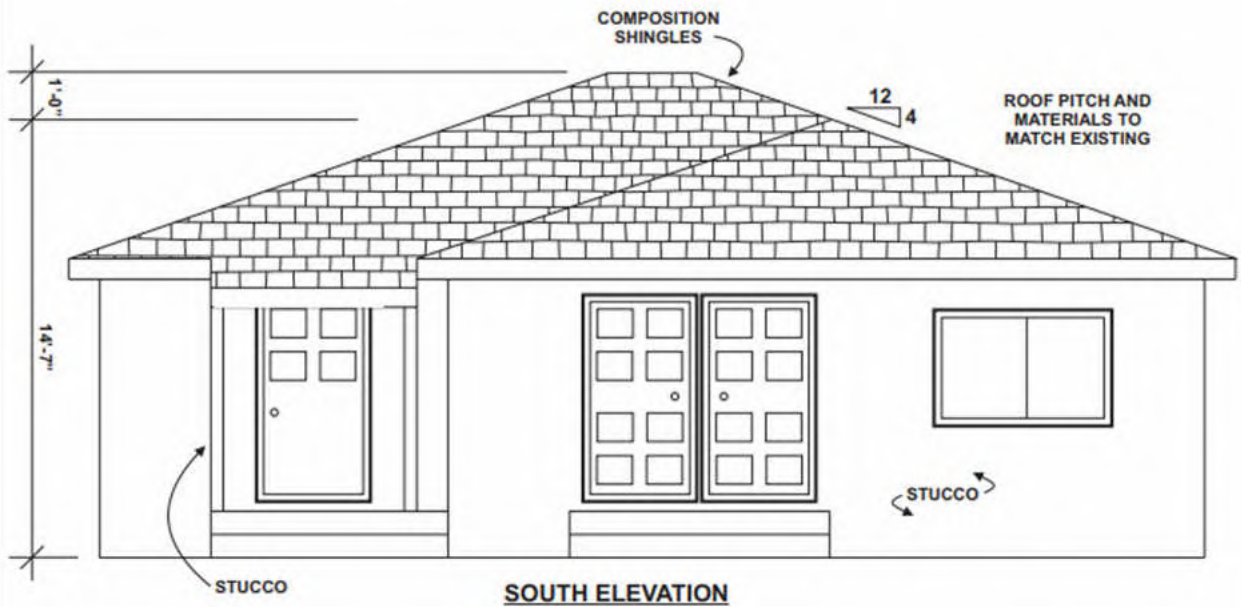 COMPOSITION
SHINGLES
1'-0"
12
4
ROOF PITCH AND
MATERIALS TO
MATCH EXISTING
14'-7"
STUCCO
STUCCO
SOUTH ELEVATION